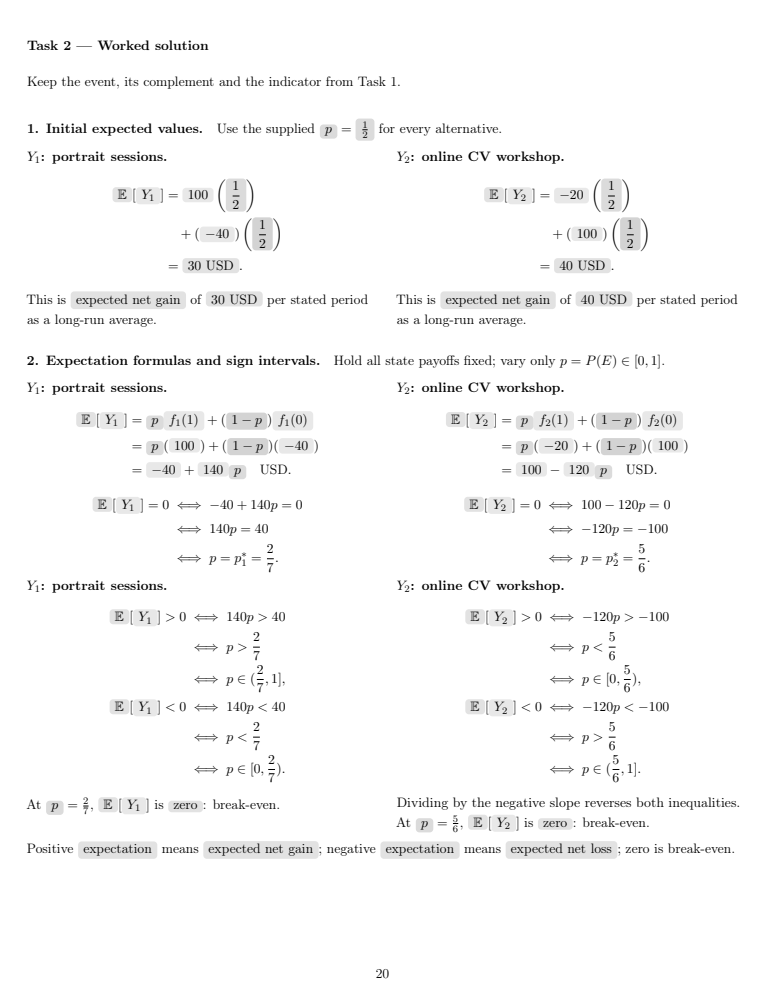 Task 2 — Worked solution
Keep the event, its complement and the indicator from Task 1.
1. Initial expected values. Use the supplied p = 1/2 for every alternative.
Y₁: portrait sessions.
𝔼[Y₁] = 100 (1/2)
+ (−40) (1/2)
= 30 USD.
This is expected net gain of 30 USD per stated period
as a long-run average.
Y₂: online CV workshop.
𝔼[Y₂] = −20 (1/2)
+ (100) (1/2)
= 40 USD.
This is expected net gain of 40 USD per stated period
as a long-run average.
2. Expectation formulas and sign intervals. Hold all state payoffs fixed; vary only p = P(E) ∈ [0, 1].
Y₁: portrait sessions.
𝔼[Y₁] = p f₁(1) + (1 − p) f₁(0)
= p(100) + (1 − p)(−40)
= −40 + 140 p USD.
𝔼[Y₁] = 0 ⟺ −40 + 140p = 0
⟺ 140p = 40
⟺ p = p₁* = 2/7.
Y₂: online CV workshop.
𝔼[Y₂] = p f₂(1) + (1 − p) f₂(0)
= p(−20) + (1 − p)(100)
= 100 − 120 p USD.
𝔼[Y₂] = 0 ⟺ 100 − 120p = 0
⟺ −120p = −100
⟺ p = p₂* = 5/6.
Y₁: portrait sessions.
𝔼[Y₁] > 0 ⟺ 140p > 40
⟺ p > 2/7
⟺ p ∈ (2/7, 1],
𝔼[Y₁] < 0 ⟺ 140p < 40
⟺ p < 2/7
⟺ p ∈ [0, 2/7).
At p = 2/7, 𝔼[Y₁] is zero: break-even.
Y₂: online CV workshop.
𝔼[Y₂] > 0 ⟺ −120p > −100
⟺ p < 5/6
⟺ p ∈ [0, 5/6),
𝔼[Y₂] < 0 ⟺ −120p < −100
⟺ p > 5/6
⟺ p ∈ (5/6, 1].
Dividing by the negative slope reverses both inequalities.
At p = 5/6, 𝔼[Y₂] is zero: break-even.
Positive expectation means expected net gain; negative expectation means expected net loss; zero is break-even.
20